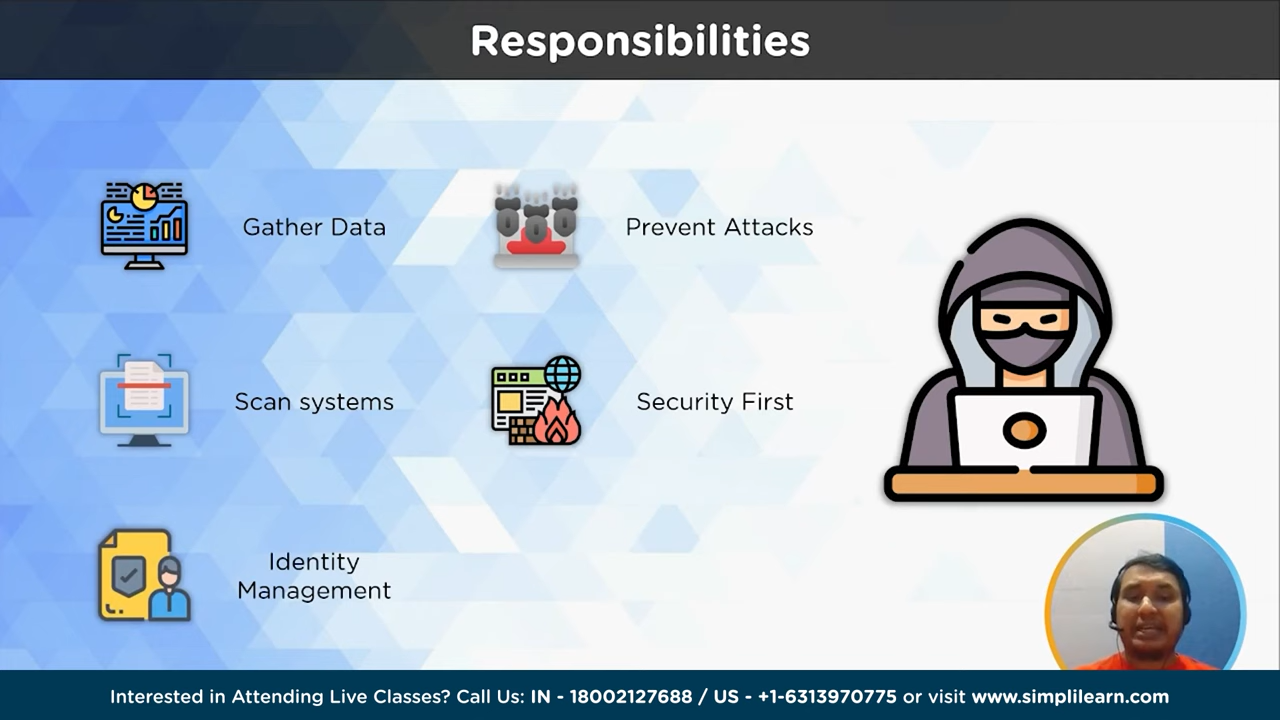 Responsibilities
Gather Data
Prevent Attacks
Scan systems
Security First
Identity
Management
Interested in Attending Live Classes? Call Us: IN - 18002127688 / US - +1-6313970775 or visit www.simplilearn.com